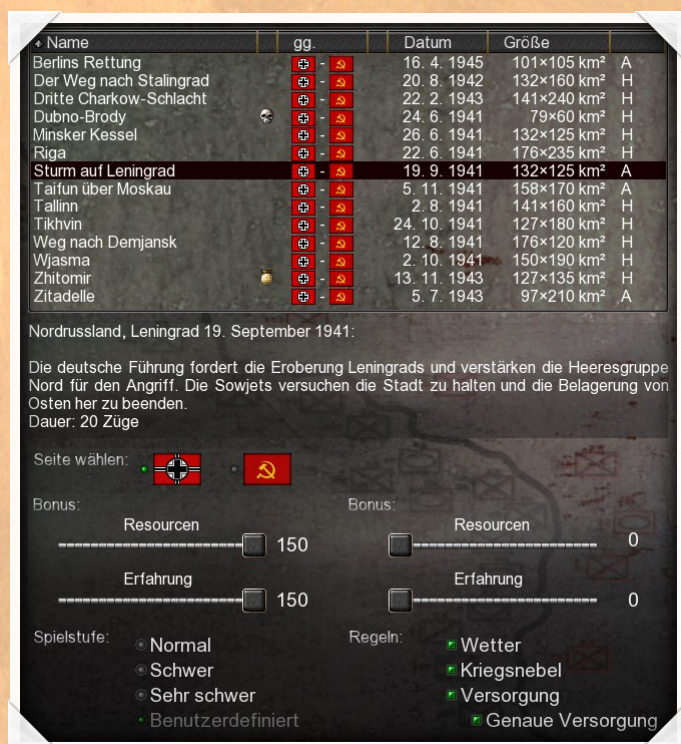 Name gg. Datum Größe
Berlins Rettung - 16. 4. 1945 101×105 km² A
Der Weg nach Stalingrad - 20. 8. 1942 132×160 km² H
Dritte Charkow-Schlacht - 22. 2. 1943 141×240 km² H
Dubno-Brody - 24. 6. 1941 79×60 km² H
Minsker Kessel - 26. 6. 1941 132×125 km² H
Riga - 22. 6. 1941 176×235 km² H
Sturm auf Leningrad - 19. 9. 1941 132×125 km² A
Taifun über Moskau - 5. 11. 1941 158×170 km² A
Tallinn - 2. 8. 1941 141×160 km² H
Tikhvin - 24. 10. 1941 127×180 km² H
Weg nach Demjansk - 12. 8. 1941 176×120 km² H
Wjasma - 2. 10. 1941 150×190 km² H
Zhitomir - 13. 11. 1943 127×135 km² H
Zitadelle - 5. 7. 1943 97×210 km² A
Nordrussland, Leningrad 19. September 1941:
Die deutsche Führung fordert die Eroberung Leningrads und verstärken die Heeresgruppe
Nord für den Angriff. Die Sowjets versuchen die Stadt zu halten und die Belagerung von
Osten her zu beenden.
Dauer: 20 Züge
Seite wählen:
Bonus: Bonus:
Resourcen Resourcen
150 0
Erfahrung Erfahrung
150 0
Spielstufe: Regeln:
Normal Wetter
Schwer Kriegsnebel
Sehr schwer Versorgung
Benutzerdefiniert Genaue Versorgung